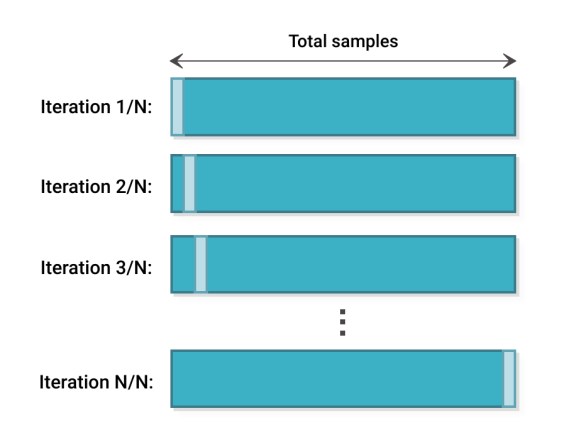 Total samples
Iteration 1/N:
Iteration 2/N:
Iteration 3/N:
Iteration N/N: